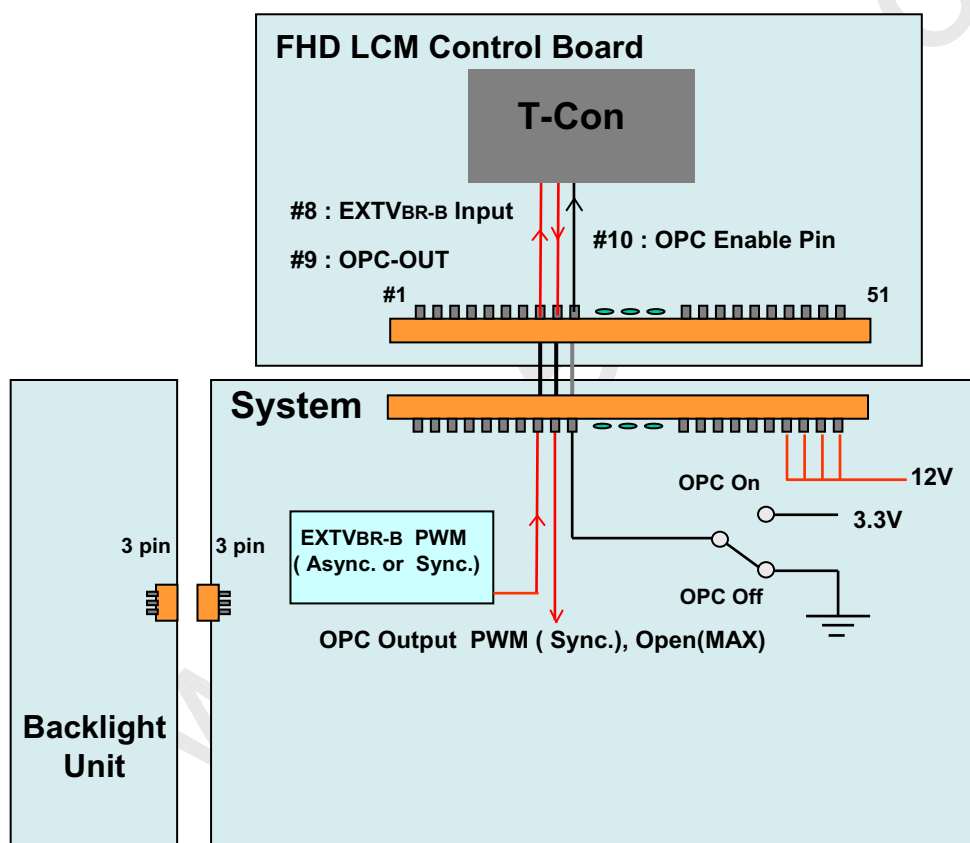 FHD LCM Control Board
T-Con
#8 : EXTVBR-B Input
#9 : OPC-OUT
#10 : OPC Enable Pin
#1
51
System
12V
OPC On
3.3V
3 pin
3 pin
EXTVBR-B PWM
( Async. or Sync.)
OPC Off
OPC Output PWM ( Sync.), Open(MAX)
Backlight
Unit